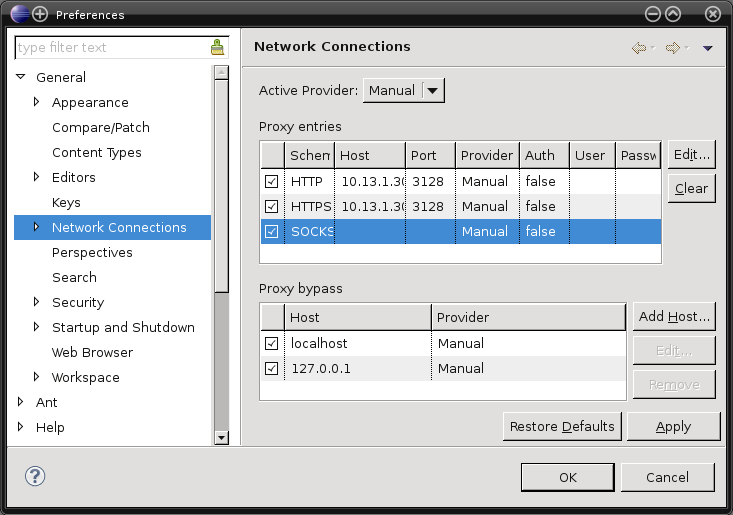 Preferences
type filter text
General
Appearance
Compare/Patch
Content Types
Editors
Keys
Network Connections
Perspectives
Search
Security
Startup and Shutdown
Web Browser
Workspace
Ant
Help
Network Connections
Active Provider: Manual
Proxy entries
Schem Host Port Provider Auth User Passw
HTTP 10.13.1.30 3128 Manual false
HTTPS 10.13.1.30 3128 Manual false
SOCKS Manual false
Edit...
Clear
Proxy bypass
Host Provider
localhost Manual
127.0.0.1 Manual
Add Host...
Edit...
Remove
Restore Defaults Apply
OK Cancel